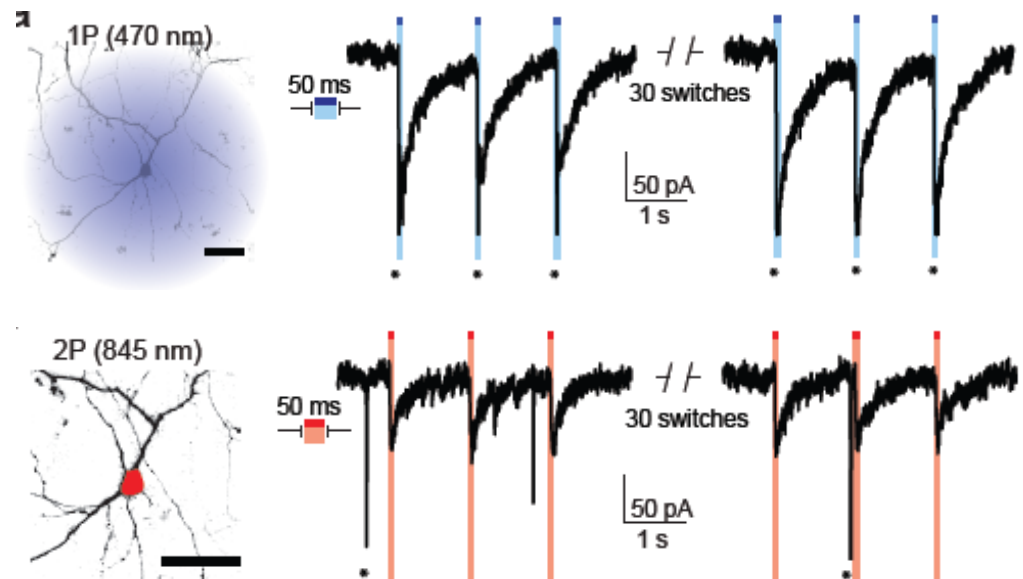 1P (470 nm)
50 ms
30 switches
50 pA
1 s
* * * * * *
2P (845 nm)
50 ms
30 switches
50 pA
1 s
* *